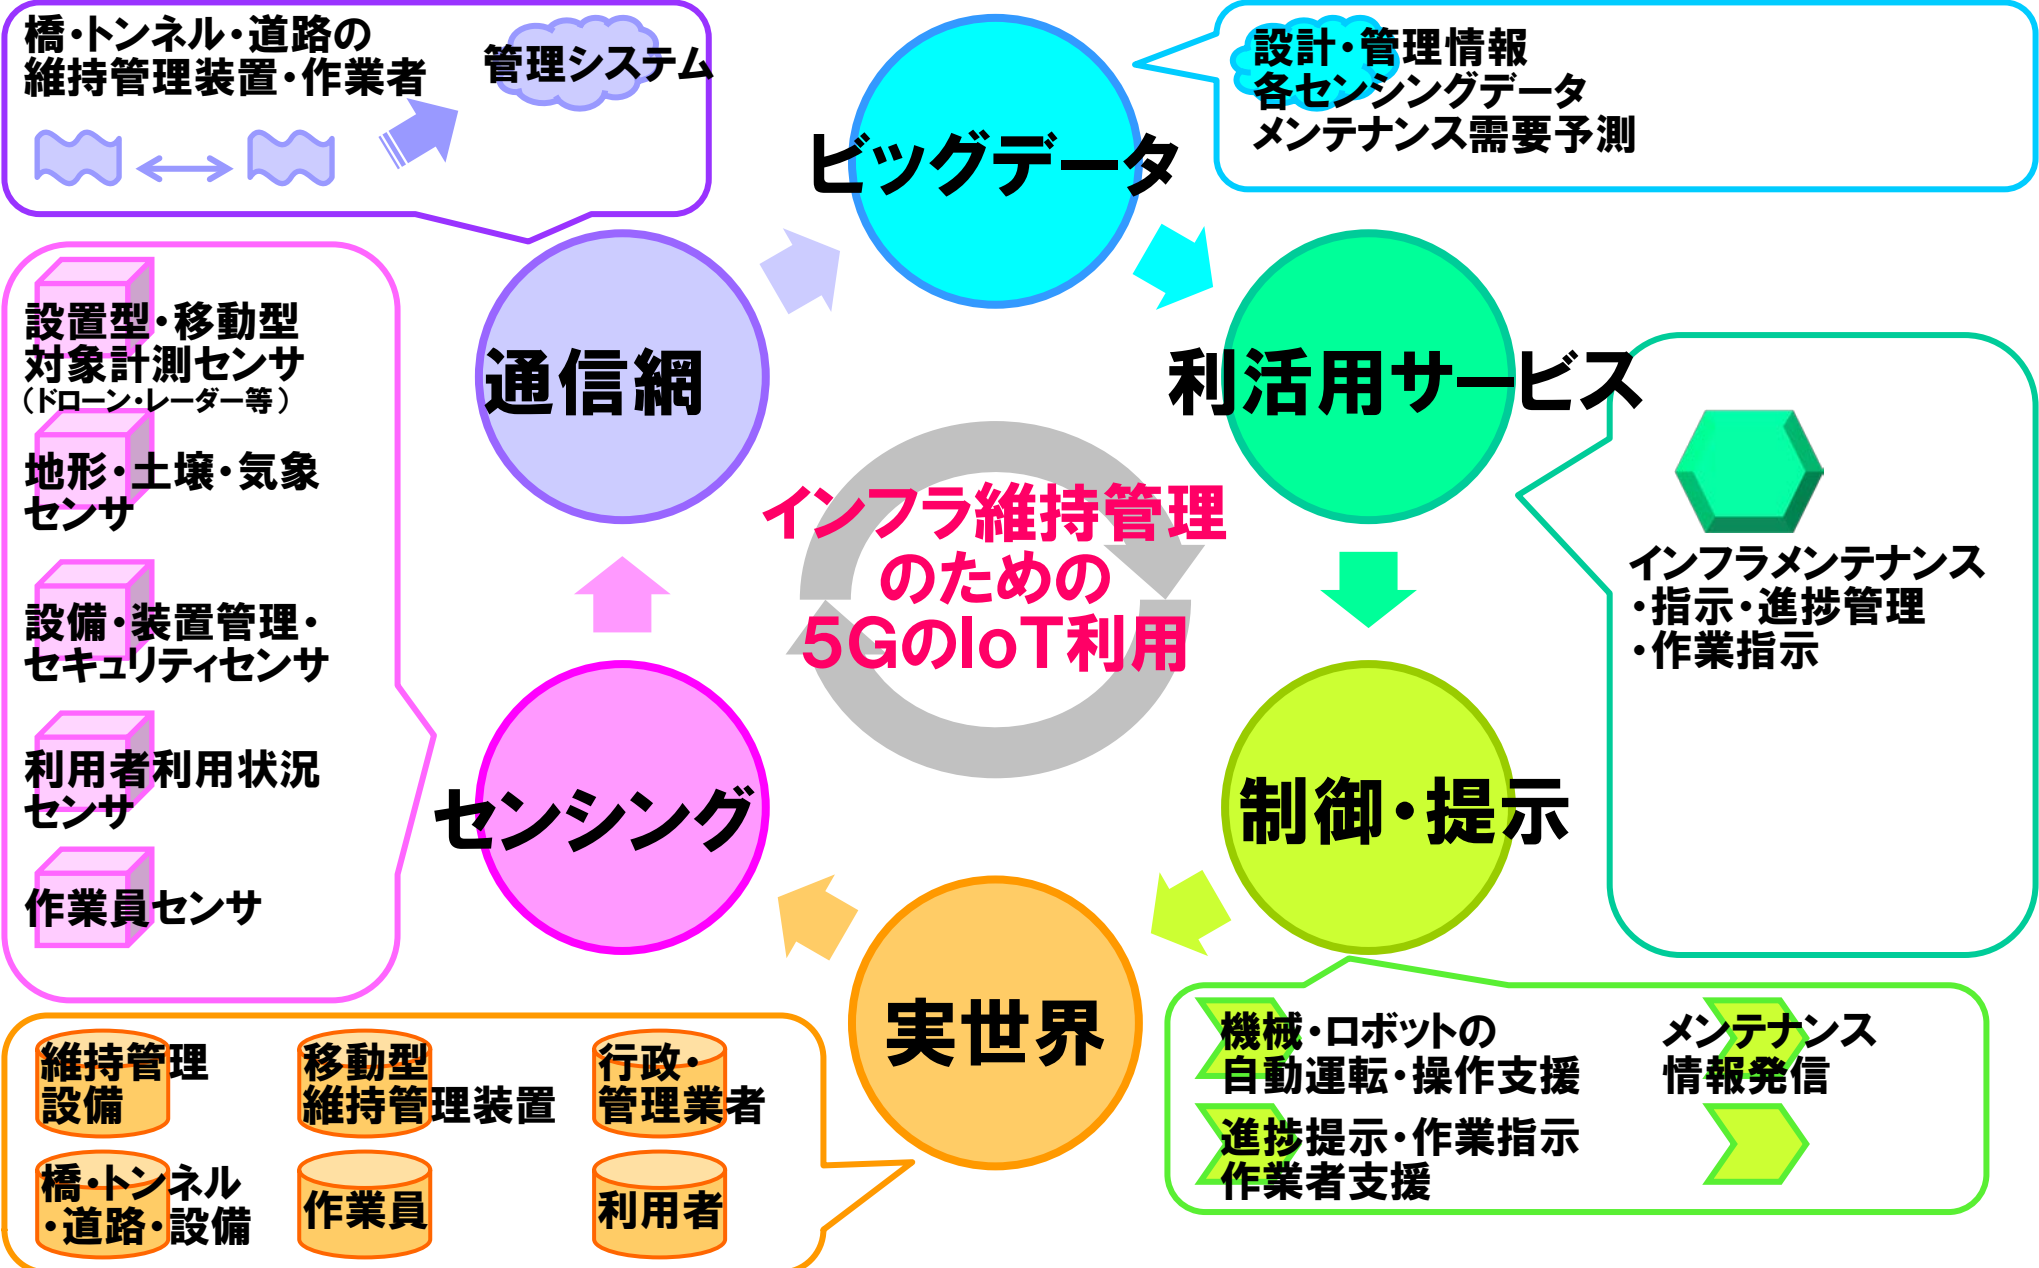 橋・トンネル・道路の
維持管理装置・作業者
管理システム
ビッグデータ
設計・管理情報
各センシングデータ
メンテナンス需要予測
設置型・移動型
対象計測センサ
（ドローン・レーダー等）
地形・土壌・気象
センサ
設備・装置管理・
セキュリティセンサ
利用者利用状況
センサ
作業員センサ
通信網
利活用サービス
インフラ維持管理
のための
5GのIoT利用
インフラメンテナンス
・指示・進捗管理
・作業指示
センシング
制御・提示
実世界
維持管理
設備
移動型
維持管理装置
行政・
管理業者
橋・トンネル
・道路・設備
作業員
利用者
機械・ロボットの
自動運転・操作支援
メンテナンス
情報発信
進捗提示・作業指示
作業者支援